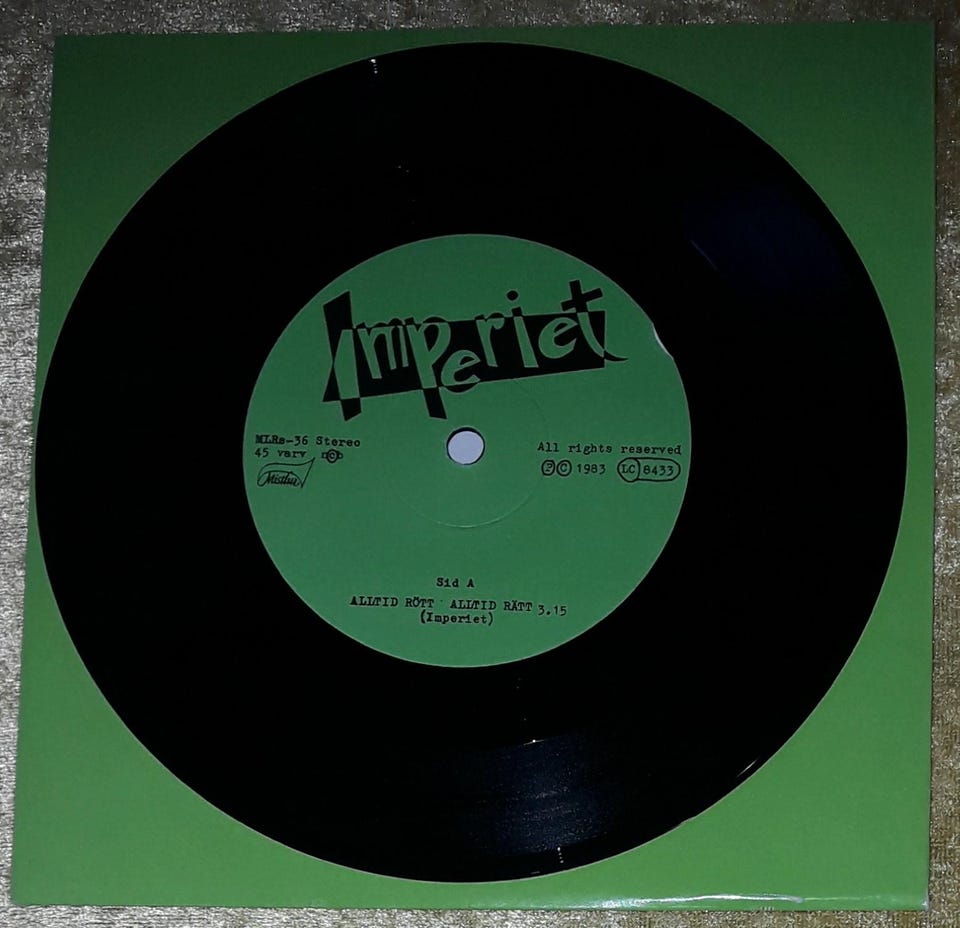 Imperiet
MLRs-36 Stereo
45 varv ncb
Mistlur
All rights reserved
Ⓟ Ⓒ 1983 LC 8433
Sid A
ALLTID RÖTT · ALLTID RÄTT 3.15
(Imperiet)